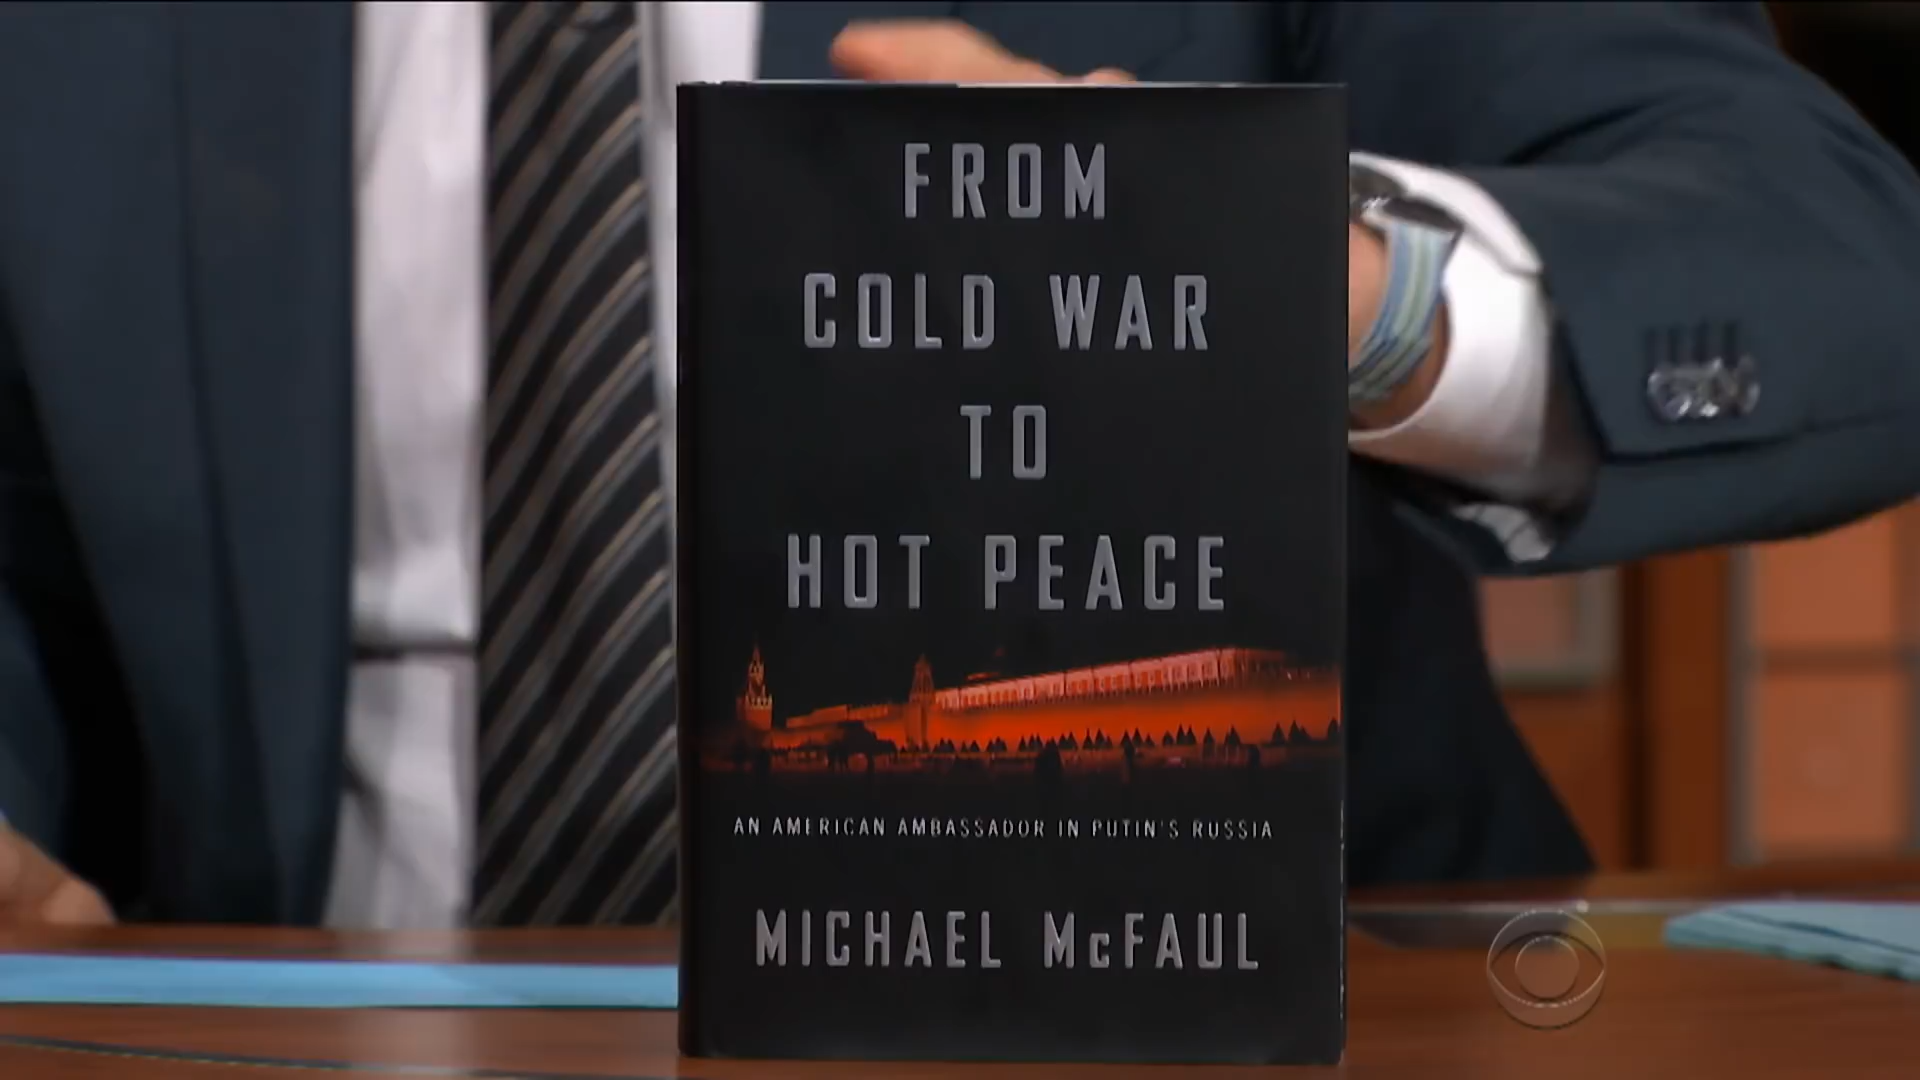 FROM
COLD WAR
TO
HOT PEACE
AN AMERICAN AMBASSADOR IN PUTIN'S RUSSIA
MICHAEL McFAUL